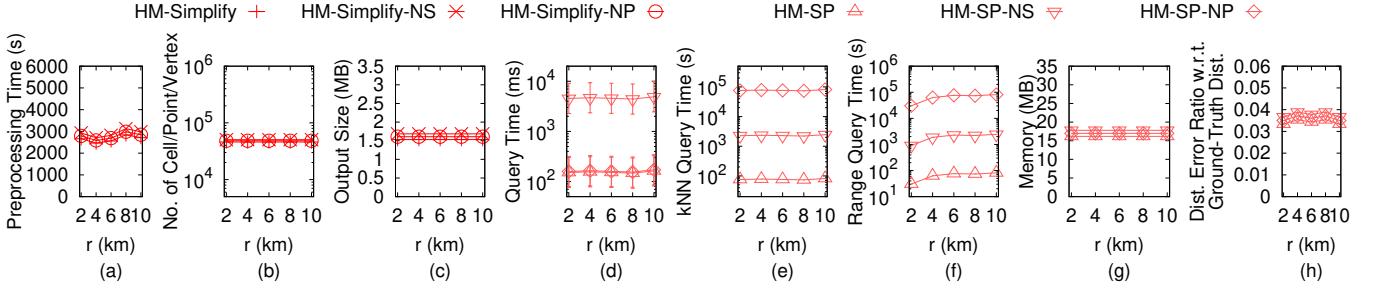 HM-Simplify HM-Simplify-NS HM-Simplify-NP HM-SP HM-SP-NS HM-SP-NP
Preprocessing Time (s)
6000
5000
4000
3000
2000
1000
0
2 4 6 8 10
r (km)
(a)
No. of Cell/Point/Vertex
10^6
10^5
10^4
2 4 6 8 10
r (km)
(b)
Output Size (MB)
3.5
3
2.5
2
1.5
1
0.5
0
2 4 6 8 10
r (km)
(c)
Query Time (ms)
10^4
10^3
10^2
2 4 6 8 10
r (km)
(d)
kNN Query Time (s)
10^5
10^4
10^3
10^2
2 4 6 8 10
r (km)
(e)
Range Query Time (s)
10^6
10^5
10^4
10^3
10^2
10^1
2 4 6 8 10
r (km)
(f)
Memory (MB)
35
30
25
20
15
10
5
0
2 4 6 8 10
r (km)
(g)
Dist. Error Ratio w.r.t.
Ground-Truth Dist.
0.06
0.05
0.04
0.03
0.02
0.01
0
2 4 6 8 10
r (km)
(h)